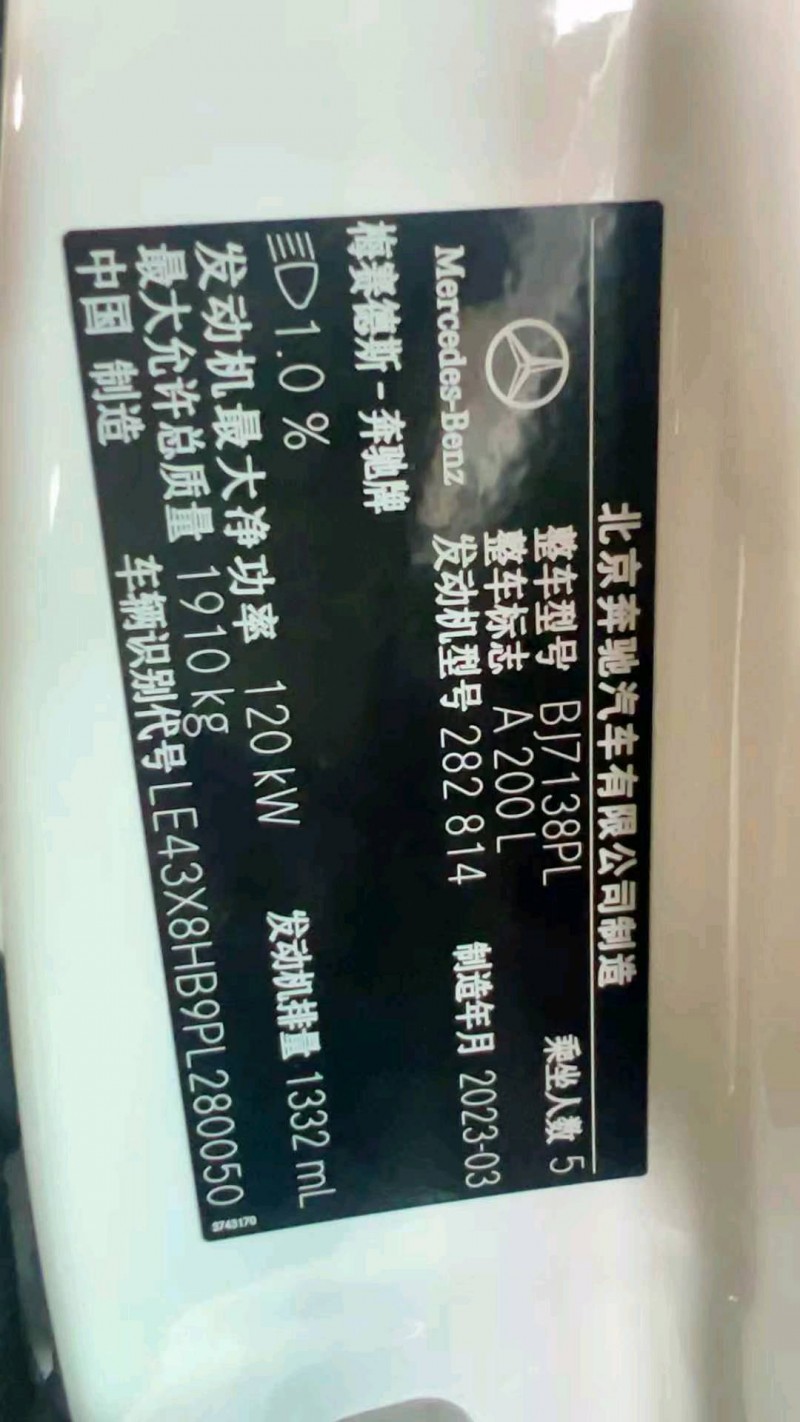 北京奔驰汽车有限公司制造
整车型号 BJ7138PL 乘坐人数 5
整车标志 A 200 L
Mercedes-Benz 发动机型号 282 814 制造年月 2023-03
梅赛德斯-奔驰牌
1.0 % 发动机排量 1332 mL
发动机最大净功率 120 kW
最大允许总质量 1910 kg
中国 制造 车辆识别代号 LE43X8HB9PL280050
3743170